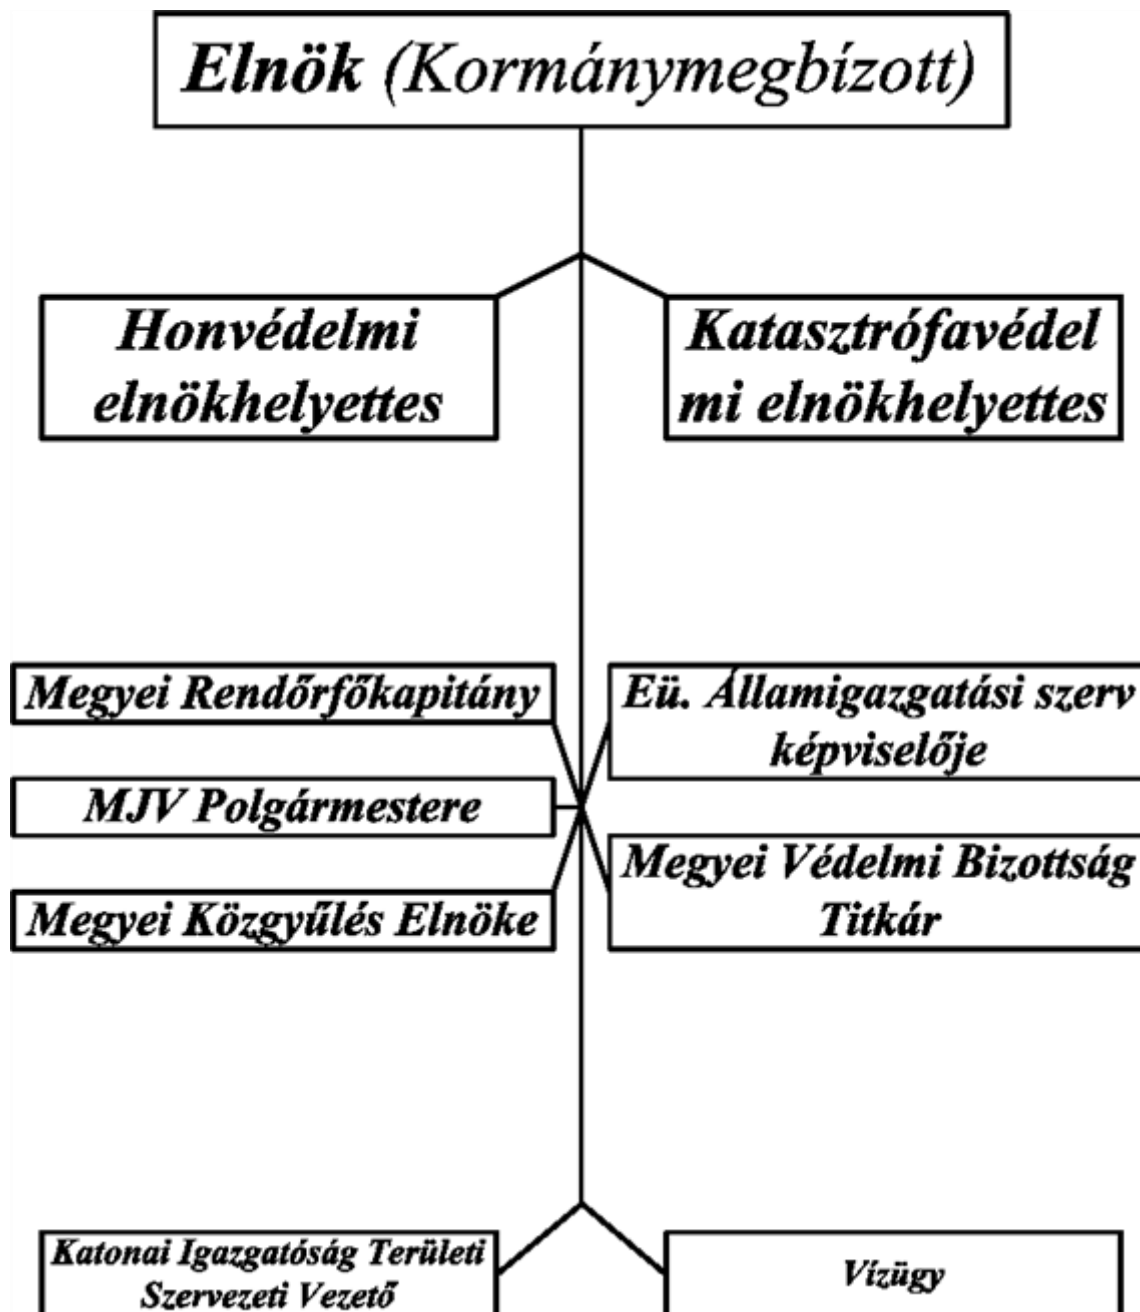 Elnök (Kormánymegbízott)
Honvédelmi
elnökhelyettes
Katasztrófavédel
mi elnökhelyettes
Megyei Rendőrfőkapitány
MJV Polgármestere
Megyei Közgyűlés Elnöke
Eü. Államigazgatási szerv
képviselője
Megyei Védelmi Bizottság
Titkár
Katonai Igazgatóság Területi
Szervezeti Vezető
Vízügy